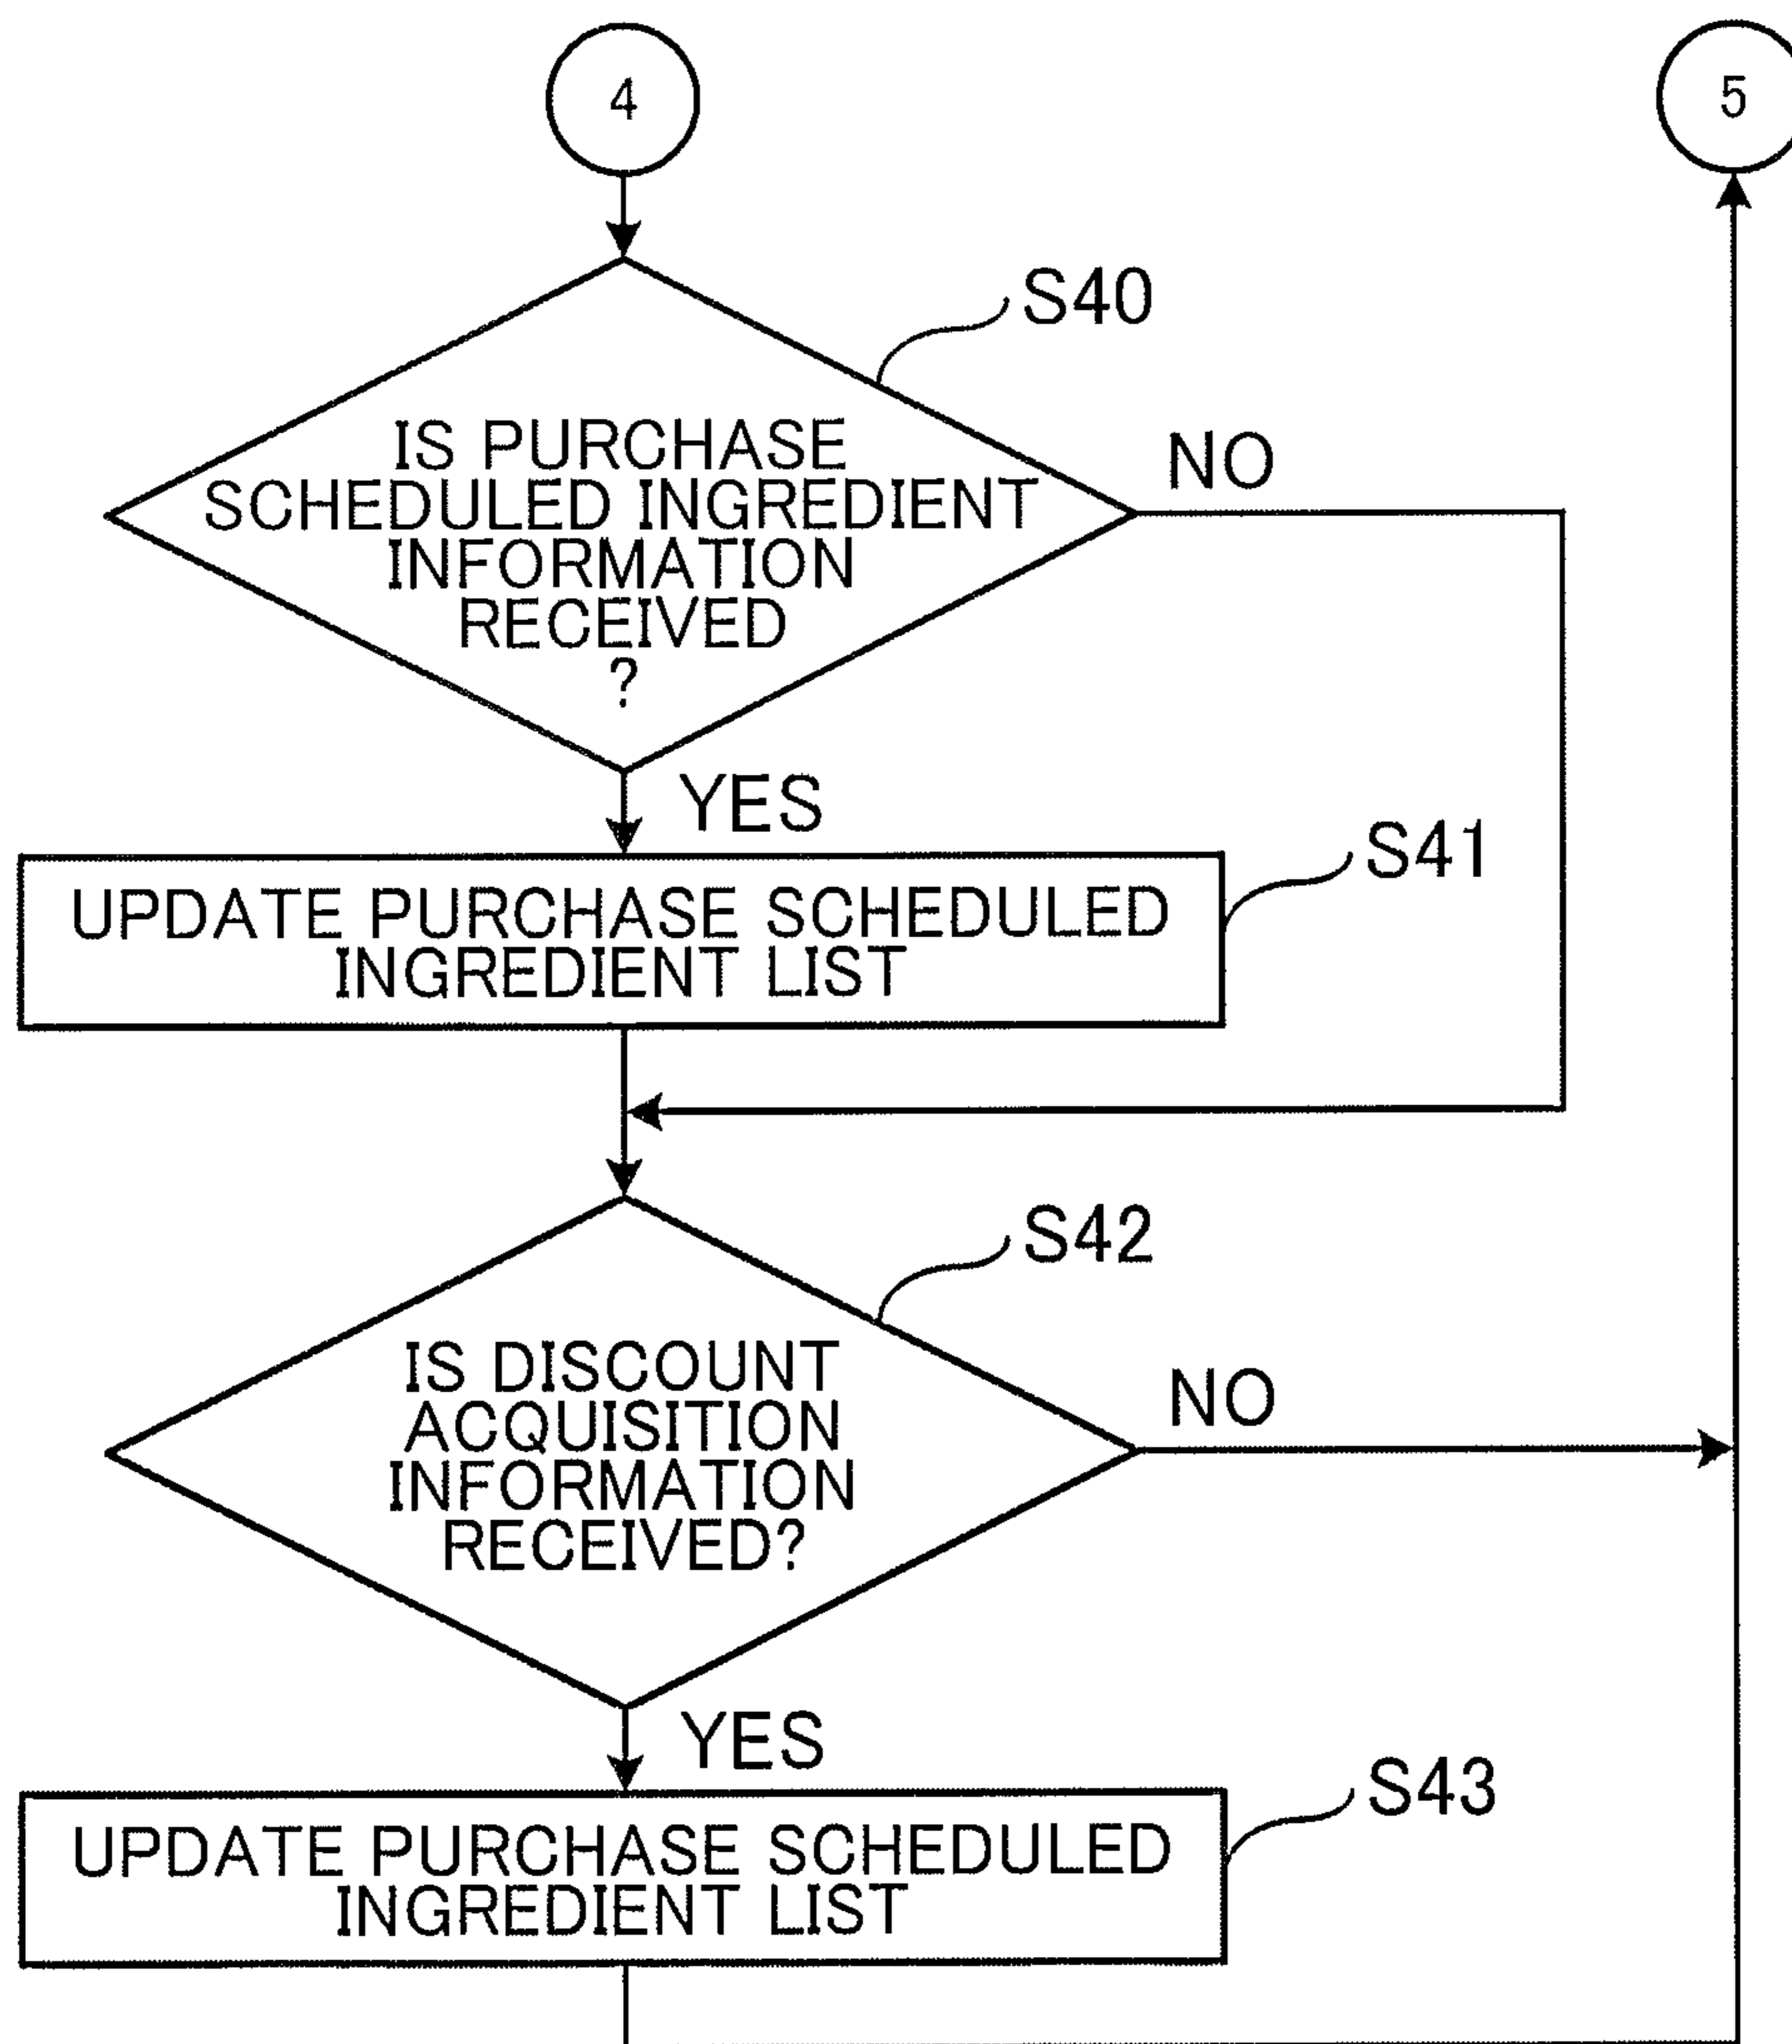 4
5
S40
IS PURCHASE
SCHEDULED INGREDIENT
INFORMATION
RECEIVED
?
NO
YES
S41
UPDATE PURCHASE SCHEDULED
INGREDIENT LIST
S42
IS DISCOUNT
ACQUISITION
INFORMATION
RECEIVED?
NO
YES
S43
UPDATE PURCHASE SCHEDULED
INGREDIENT LIST